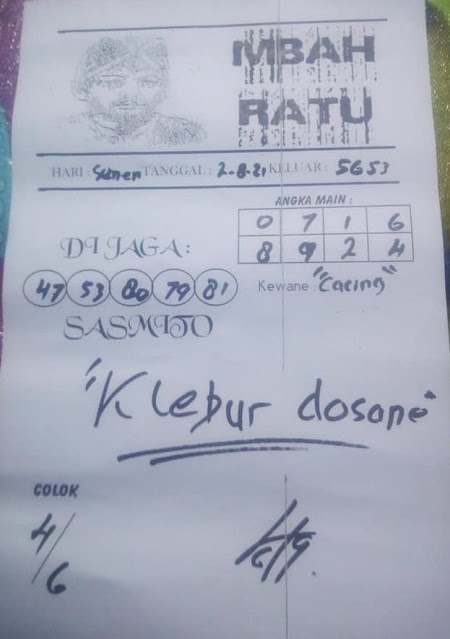 MBAH
RATU
HARI : Senen TANGGAL : 2-8-21 KELUAR : 5653
ANGKA MAIN :
0 7 1 6
8 9 2 4
DI JAGA :
47 53 80 79 81
Kewane : "Cacing"
SASMITO
"Klebur dosane"
COLOK
4/6